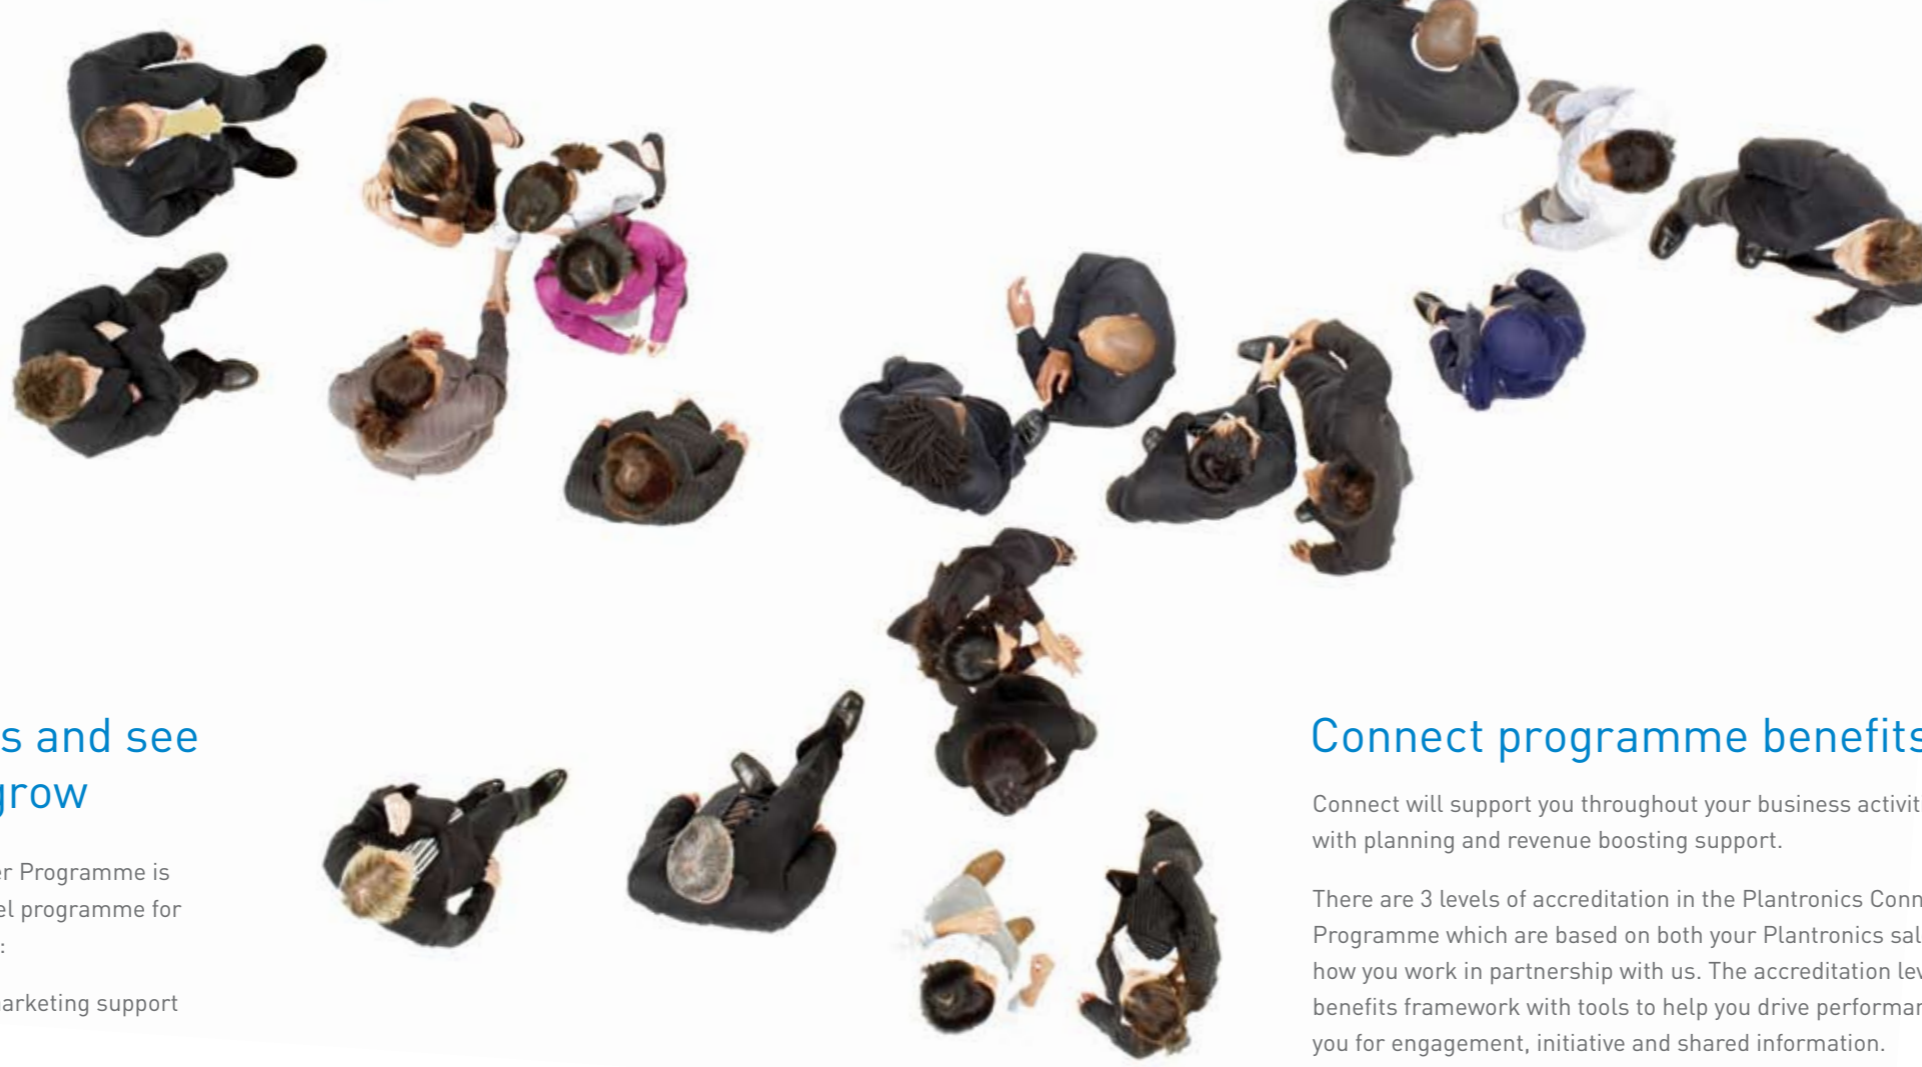 s and see
grow
er Programme is
el programme for
:
marketing support
Connect programme benefits
Connect will support you throughout your business activit
with planning and revenue boosting support.
There are 3 levels of accreditation in the Plantronics Conn
Programme which are based on both your Plantronics sal
how you work in partnership with us. The accreditation lev
benefits framework with tools to help you drive performan
you for engagement, initiative and shared information.